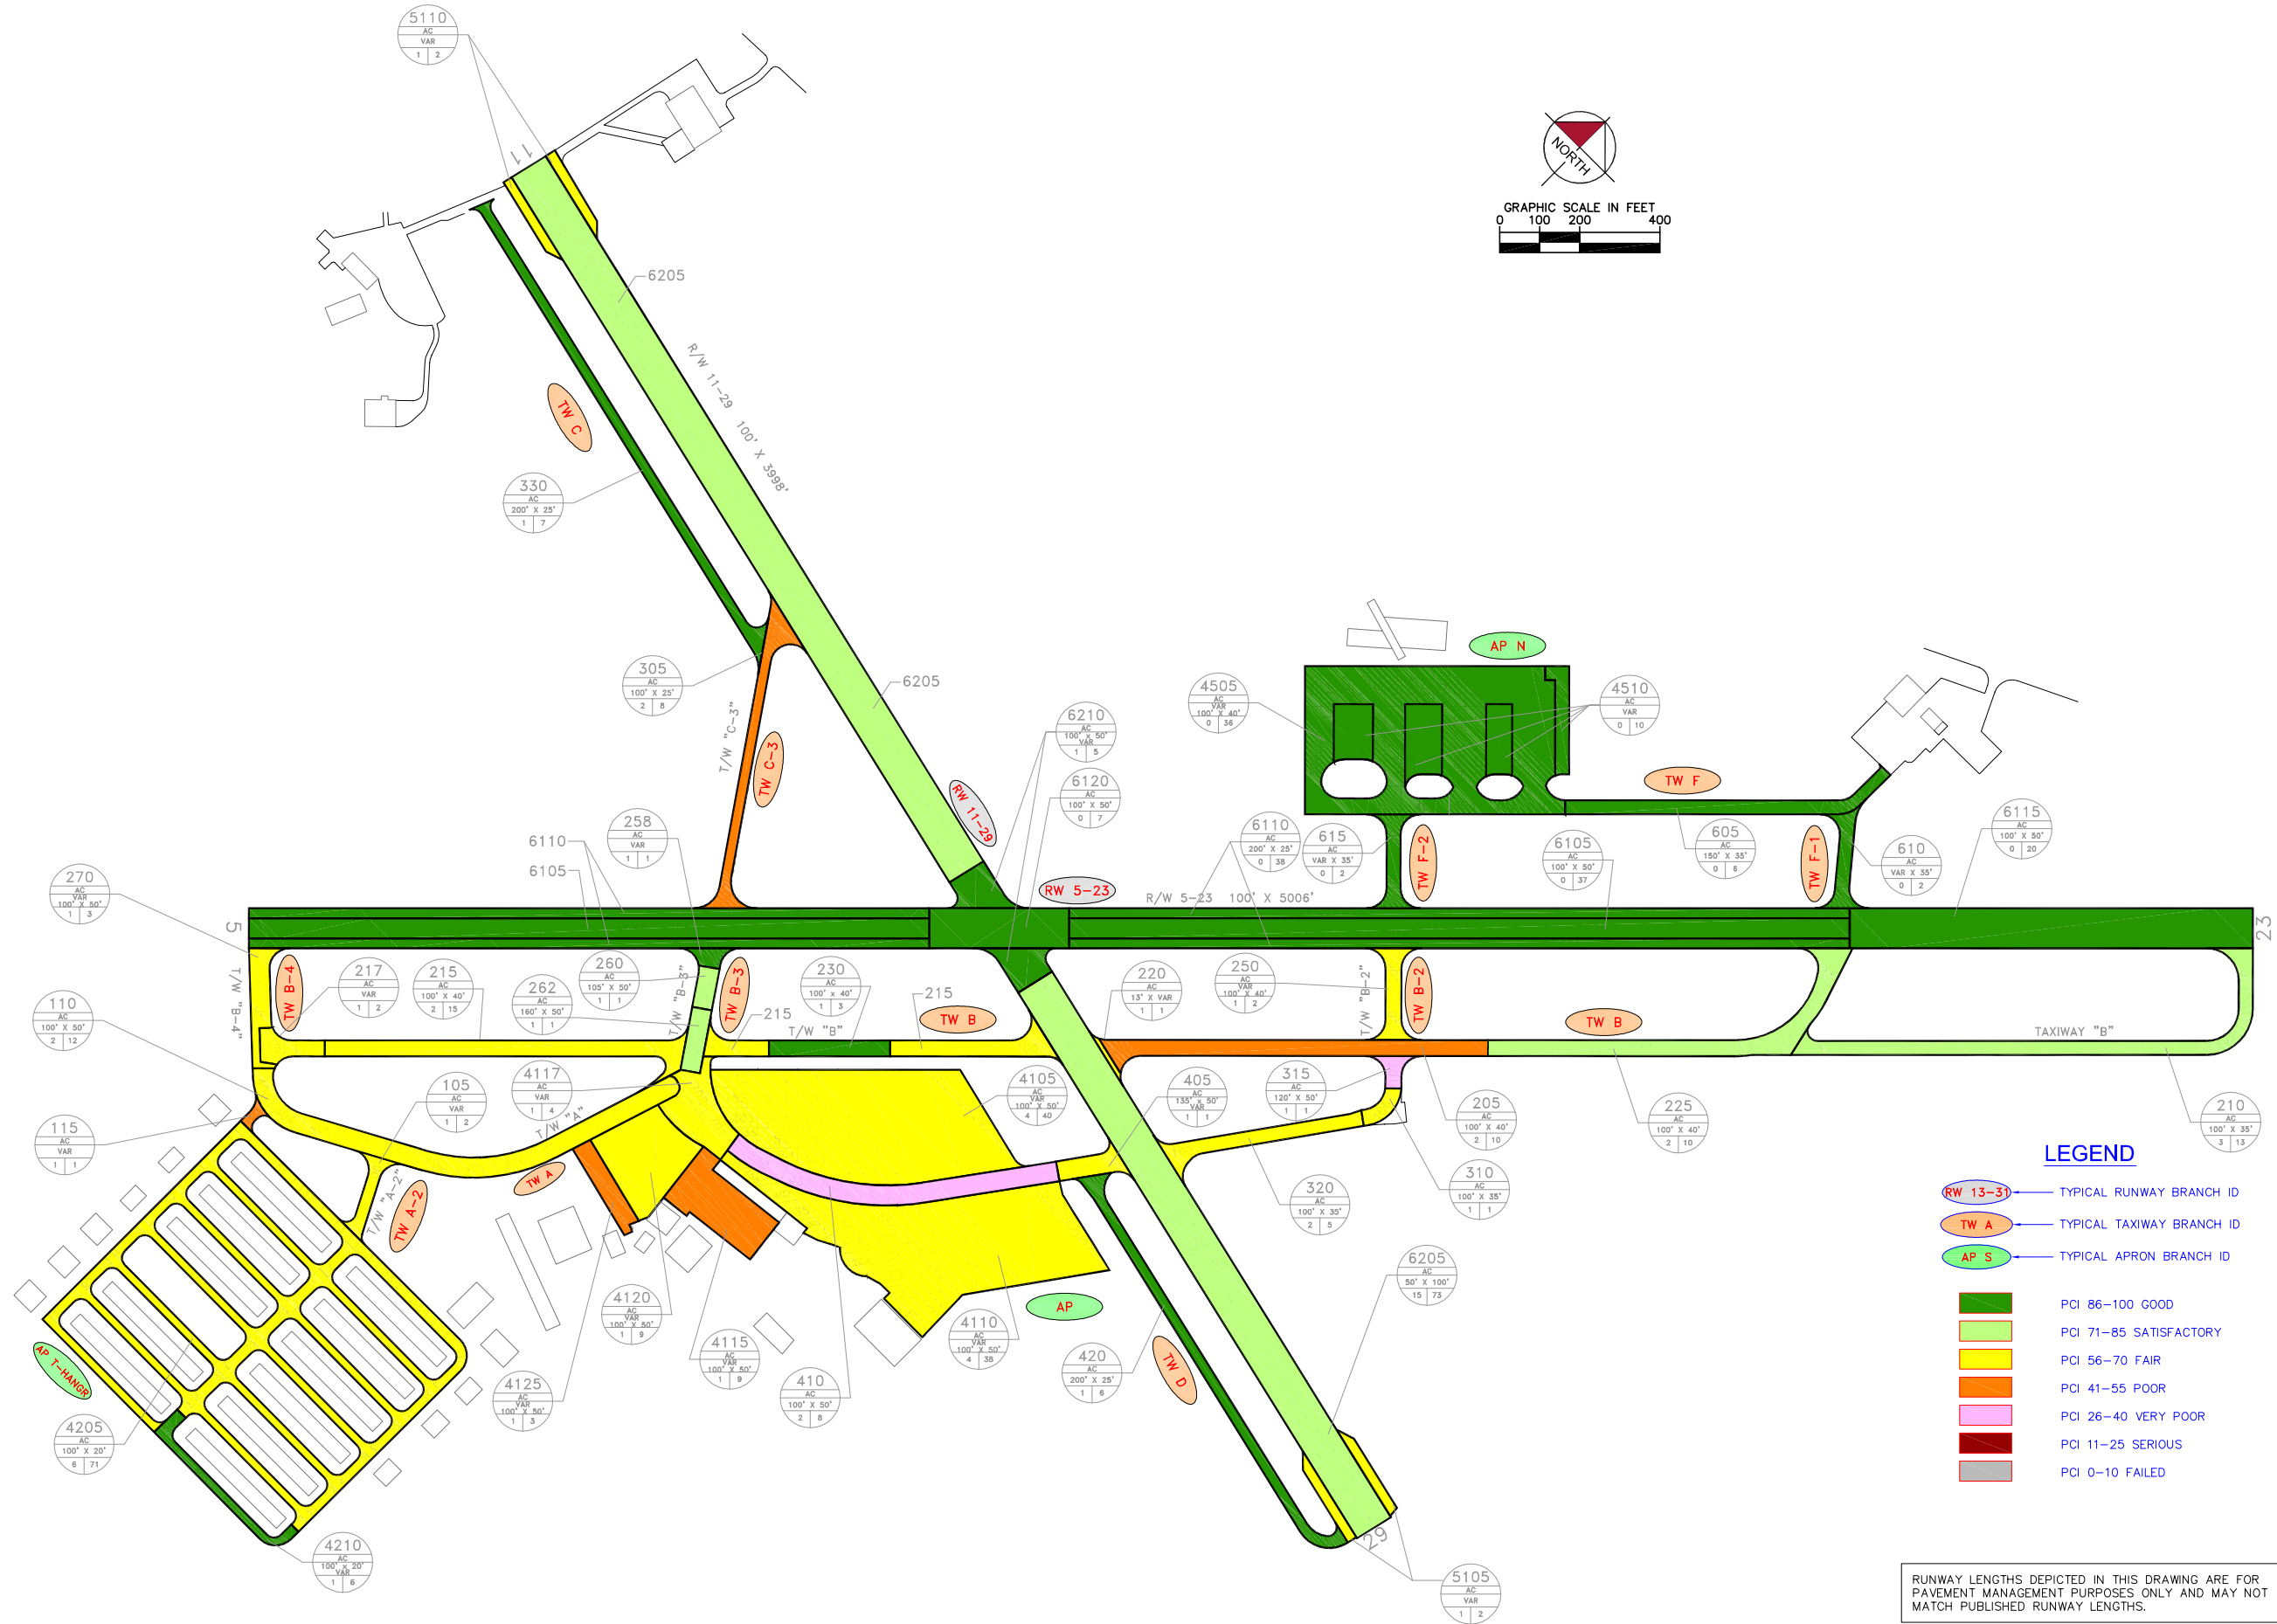 5110
AC
VAR
1 2
11
NORTH
GRAPHIC SCALE IN FEET
0 100 200 400
6205
R/W 11-29 100' X 3998'
TW C
330
AC
200' X 25'
1 7
305
AC
100' X 25'
2 8
6205
T/W "C-3"
TW C-3
RW 11-29
6210
AC
100' x 50'
VAR
1 5
6120
AC
100' X 50'
0 7
AP N
4505
AC
VAR
100' X 40'
0 38
4510
AC
VAR
0 10
TW F
6110
AC
200' X 25'
0 38
615
AC
VAR X 35'
0 2
TW F-2
6105
AC
100' X 50'
0 37
605
AC
150' X 35'
0 6
TW F-1
610
AC
VAR X 35'
0 2
6115
AC
100' X 50'
0 20
258
AC
VAR
1 1
6110
6105
270
AC
VAR
100' X 50'
1 3
RW 5-23
R/W 5-23 100' X 5006'
5
23
T/W "B-4"
TW B-4
217
AC
VAR
1 2
215
AC
100' X 40'
2 15
262
AC
160' X 50'
1 1
260
AC
105' X 50'
1 1
T/W "B-3"
TW B-3
230
AC
100' x 40'
1 3
215
215
T/W "B"
TW B
220
AC
13' X VAR
1 1
250
AC
VAR
100' X 40'
1 2
T/W "B-2"
TW B-2
TW B
TAXIWAY "B"
110
AC
100' X 50'
2 12
115
AC
VAR
1 1
105
AC
VAR
1 2
4117
AC
VAR
1 4
T/W "A"
TW A
T/W "A-2"
TW A-2
4105
AC
VAR
100' X 50'
4 40
405
AC
135' x 50'
VAR
1 1
315
AC
120' X 50'
1 1
205
AC
100' X 40'
2 10
225
AC
100' X 40'
2 10
210
AC
100' X 35'
3 13
310
AC
100' X 35'
1 1
320
AC
100' X 35'
2 5
6205
AC
50' X 100'
15 73
4120
AC
VAR
100' X 50'
1 9
4115
AC
VAR
100' X 50'
1 9
4125
AC
VAR
100' X 50'
1 3
410
AC
100' X 50'
2 8
4110
AC
VAR
100' X 50'
4 38
AP
420
AC
200' X 25'
1 6
TW D
AP T-HANGR
4205
AC
100' X 20'
6 71
4210
AC
100' x 20'
VAR
1 6
29
5105
AC
VAR
1 2
LEGEND
RW 13-31 TYPICAL RUNWAY BRANCH ID
TW A TYPICAL TAXIWAY BRANCH ID
AP S TYPICAL APRON BRANCH ID
PCI 86-100 GOOD
PCI 71-85 SATISFACTORY
PCI 56-70 FAIR
PCI 41-55 POOR
PCI 26-40 VERY POOR
PCI 11-25 SERIOUS
PCI 0-10 FAILED
RUNWAY LENGTHS DEPICTED IN THIS DRAWING ARE FOR
PAVEMENT MANAGEMENT PURPOSES ONLY AND MAY NOT
MATCH PUBLISHED RUNWAY LENGTHS.